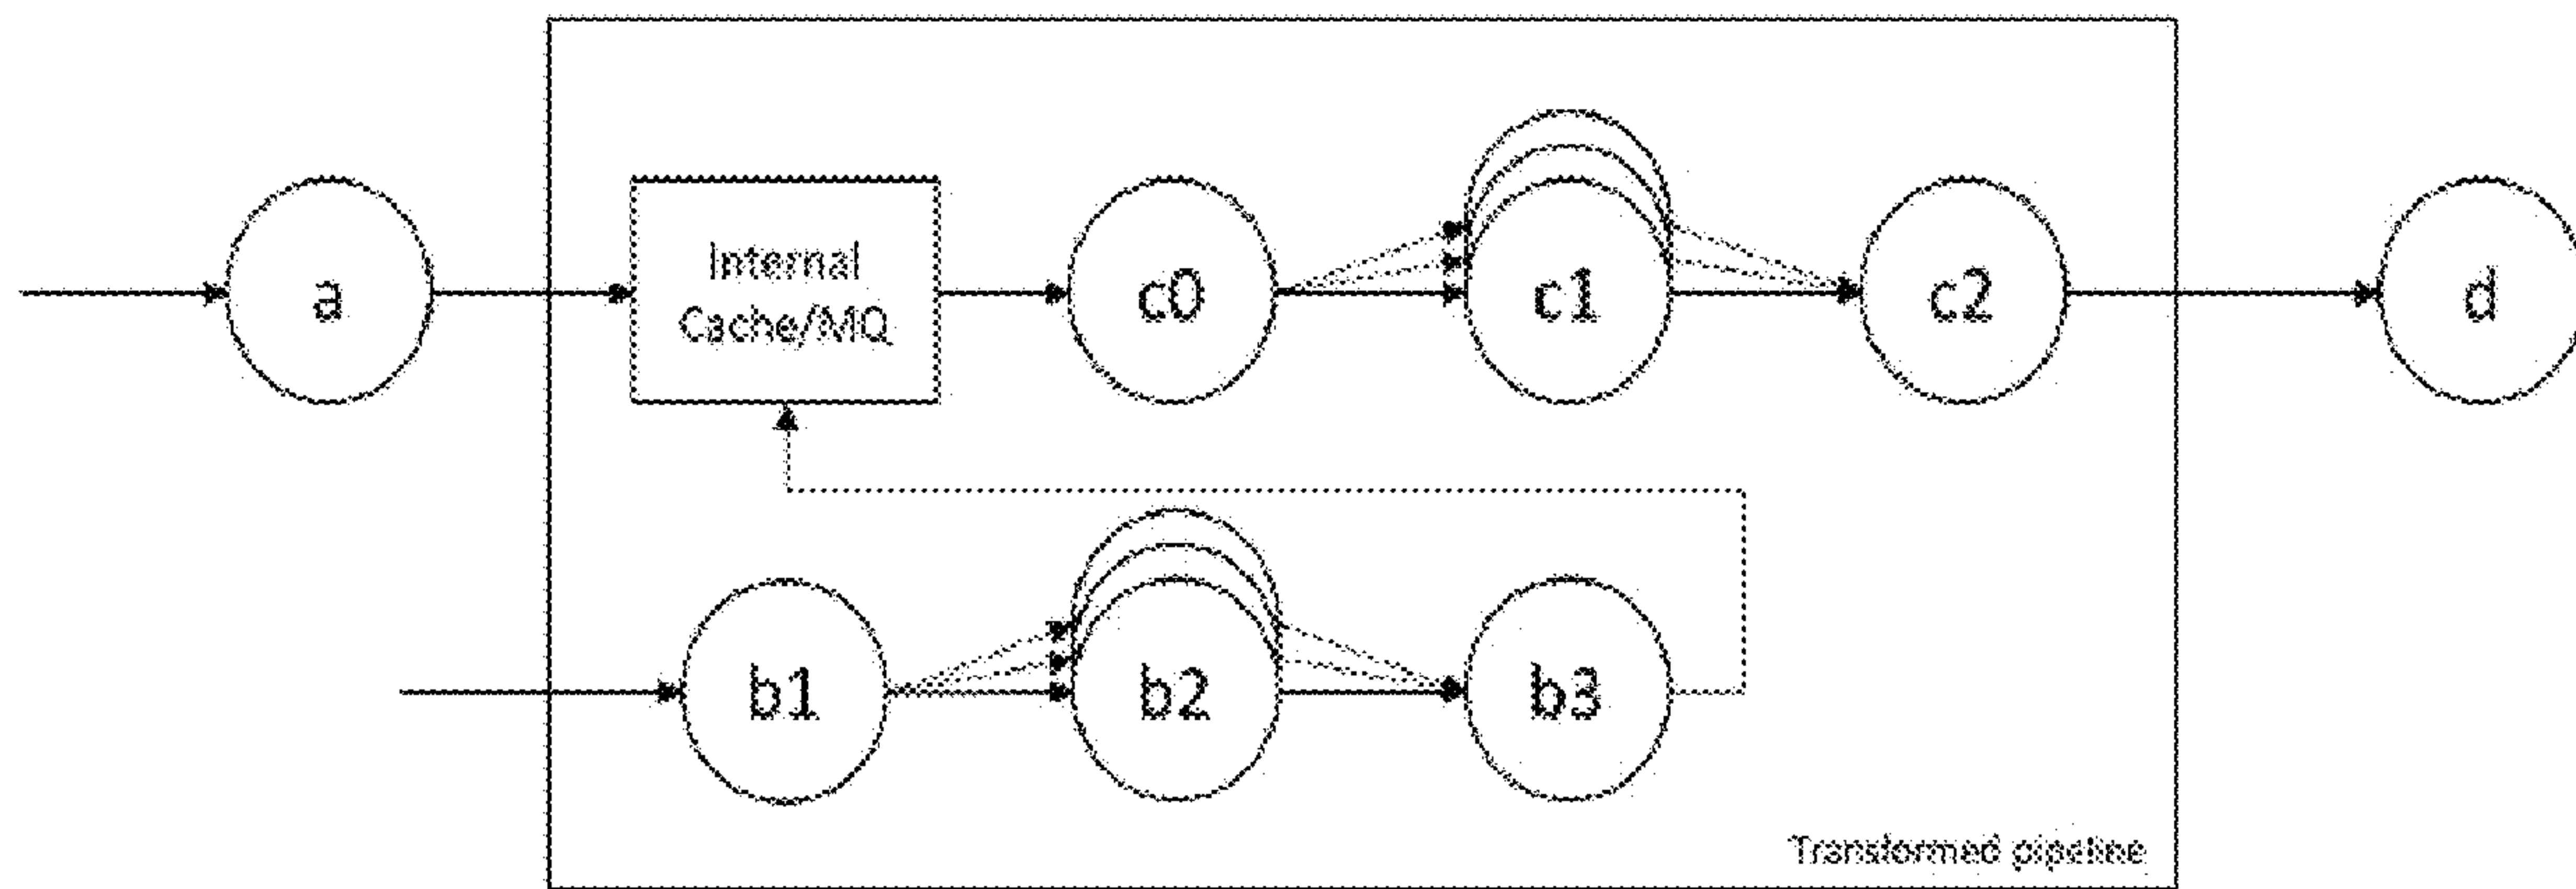 a
Internal
Cache/MQ
c0
c1
c2
d
b1
b2
b3
Transformed pipeline